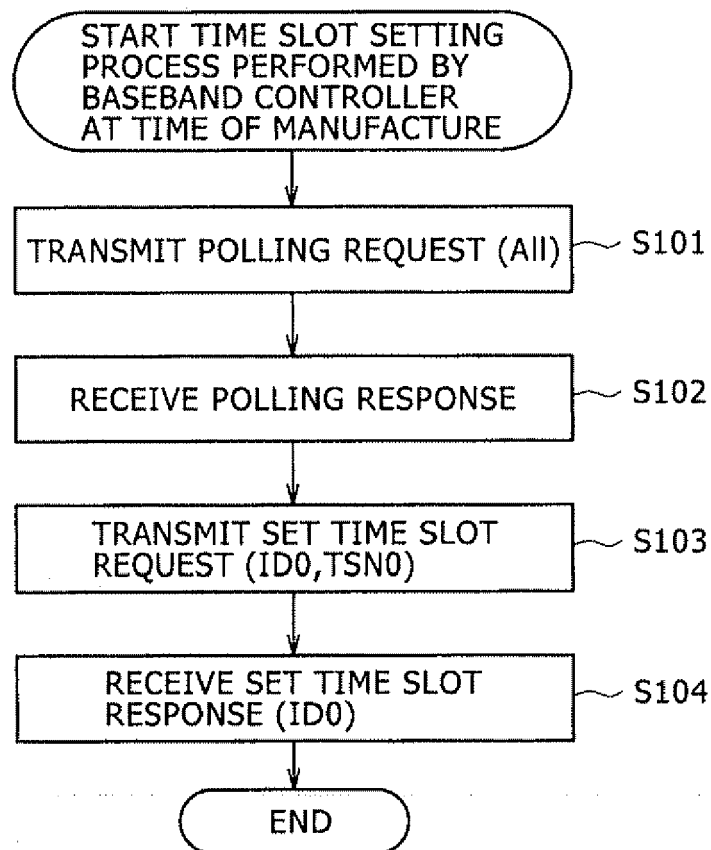 START TIME SLOT SETTING
PROCESS PERFORMED BY
BASEBAND CONTROLLER
AT TIME OF MANUFACTURE
TRANSMIT POLLING REQUEST (All)
S101
RECEIVE POLLING RESPONSE
S102
TRANSMIT SET TIME SLOT
REQUEST (ID0,TSN0)
S103
RECEIVE SET TIME SLOT
RESPONSE (ID0)
S104
END